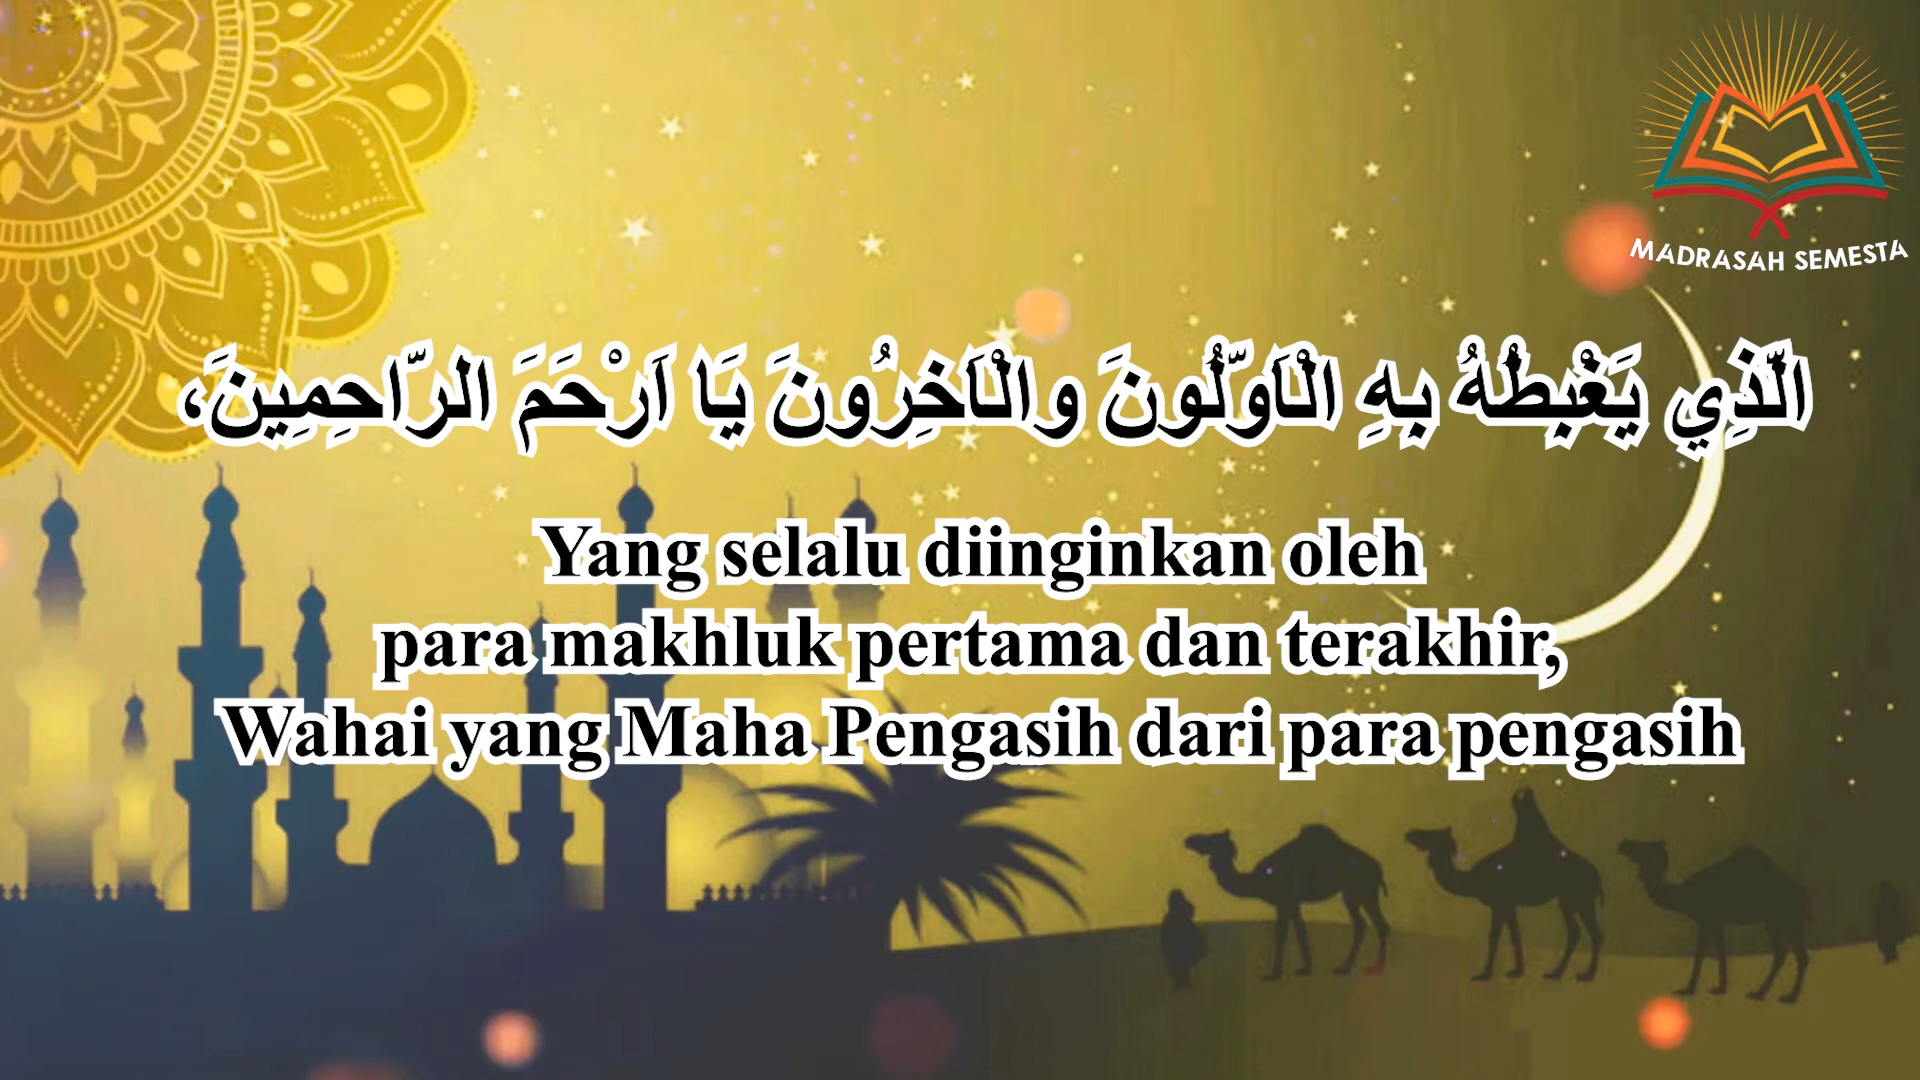 MADRASAH SEMESTA
الَّذِي يَغْبِطُهُ بِهِ الْاَوَّلُونَ والْاَخِرُونَ يَا اَرْحَمَ الرَّاحِمِينَ،
Yang selalu diinginkan oleh
para makhluk pertama dan terakhir,
Wahai yang Maha Pengasih dari para pengasih